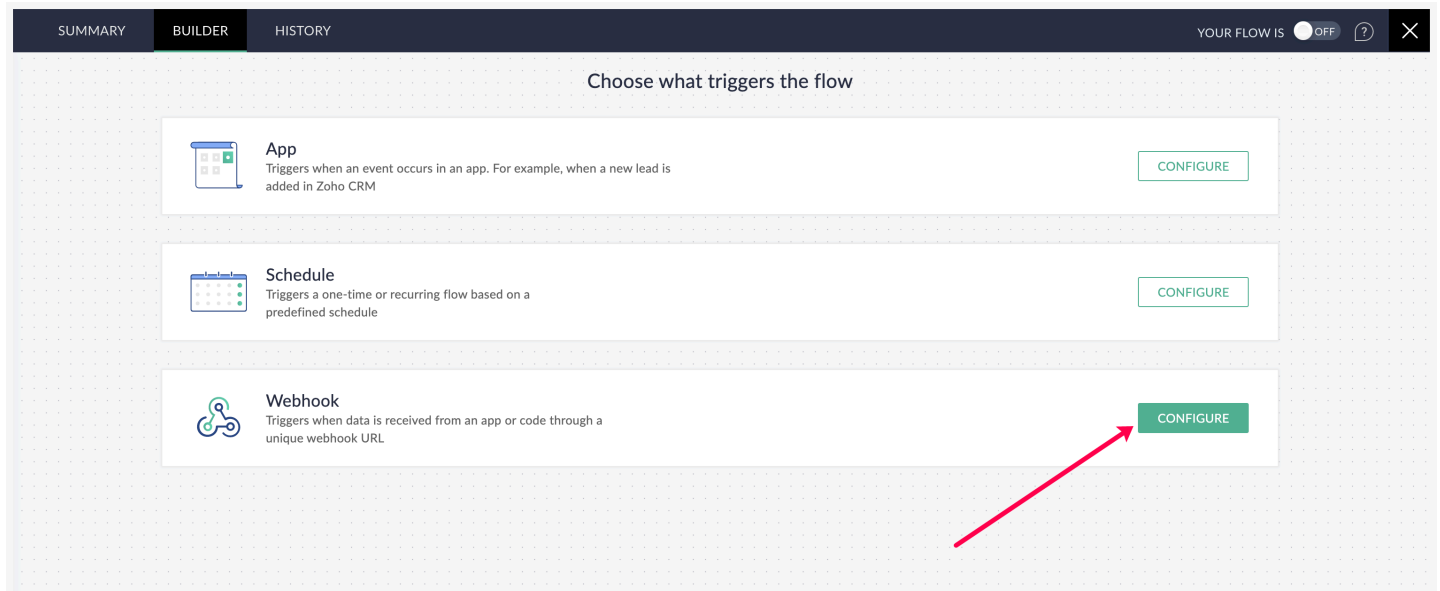 SUMMARY BUILDER HISTORY YOUR FLOW IS OFF ?
Choose what triggers the flow
App
Triggers when an event occurs in an app. For example, when a new lead is
added in Zoho CRM
CONFIGURE
Schedule
Triggers a one-time or recurring flow based on a
predefined schedule
CONFIGURE
Webhook
Triggers when data is received from an app or code through a
unique webhook URL
CONFIGURE